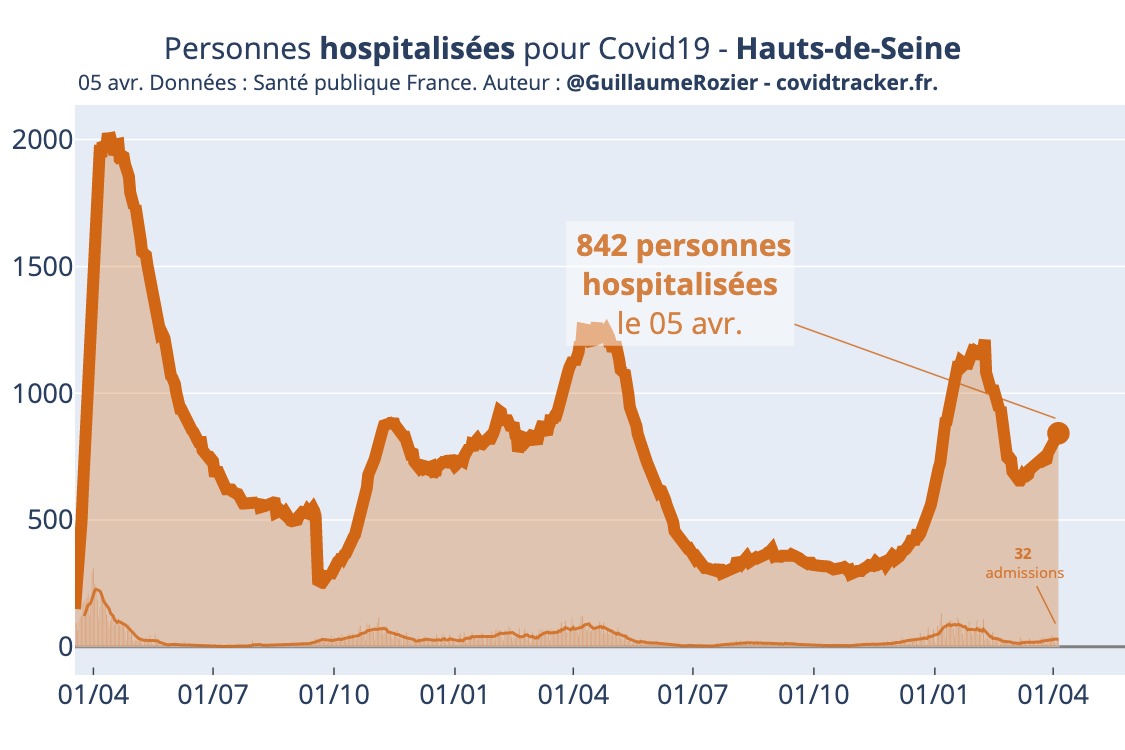 Personnes hospitalisées pour Covid19 - Hauts-de-Seine
05 avr. Données : Santé publique France. Auteur : @GuillaumeRozier - covidtracker.fr.
2000
1500
1000
500
0
842 personnes
hospitalisées
le 05 avr.
32
admissions
01/04 01/07 01/10 01/01 01/04 01/07 01/10 01/01 01/04